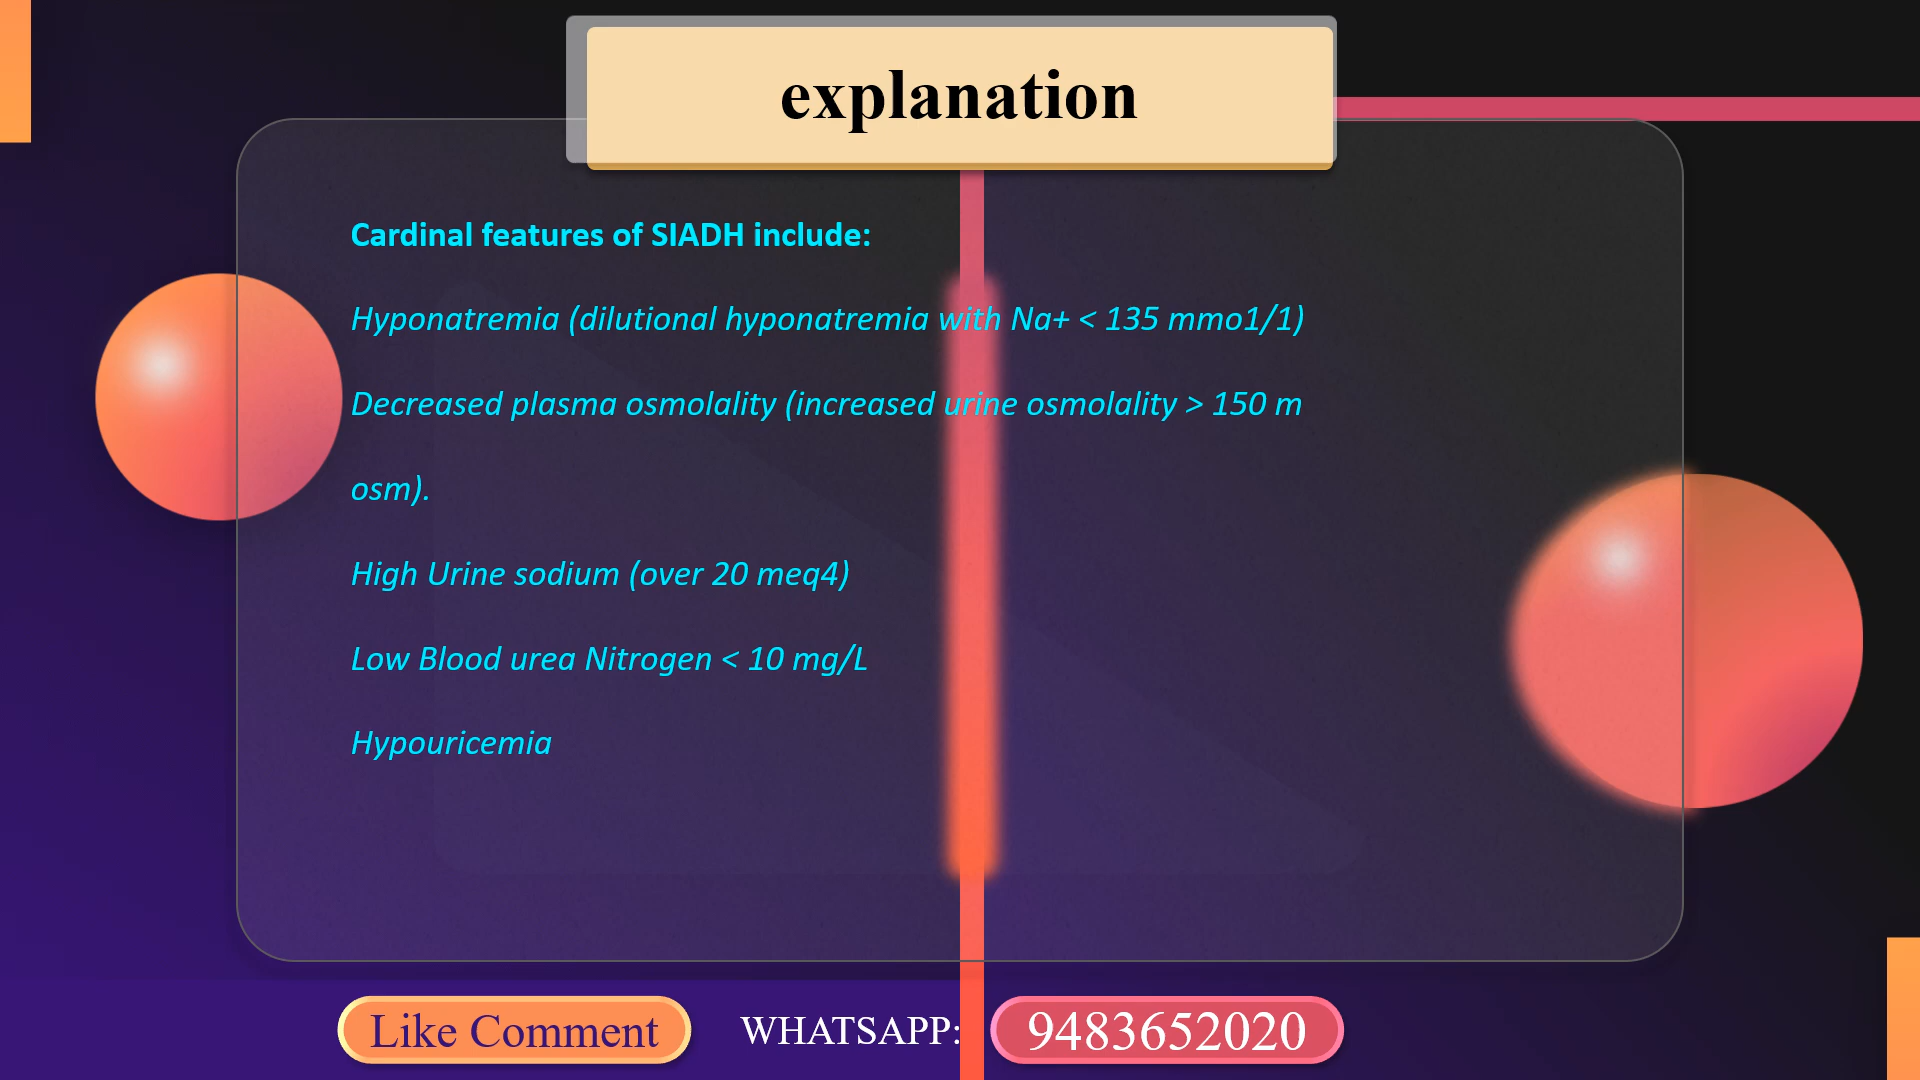 explanation
Cardinal features of SIADH include:
Hyponatremia (dilutional hyponatremia with Na+ < 135 mmo1/1)
Decreased plasma osmolality (increased urine osmolality > 150 m
osm).
High Urine sodium (over 20 meq4)
Low Blood urea Nitrogen < 10 mg/L
Hypouricemia
Like Comment WHATSAPP: 9483652020